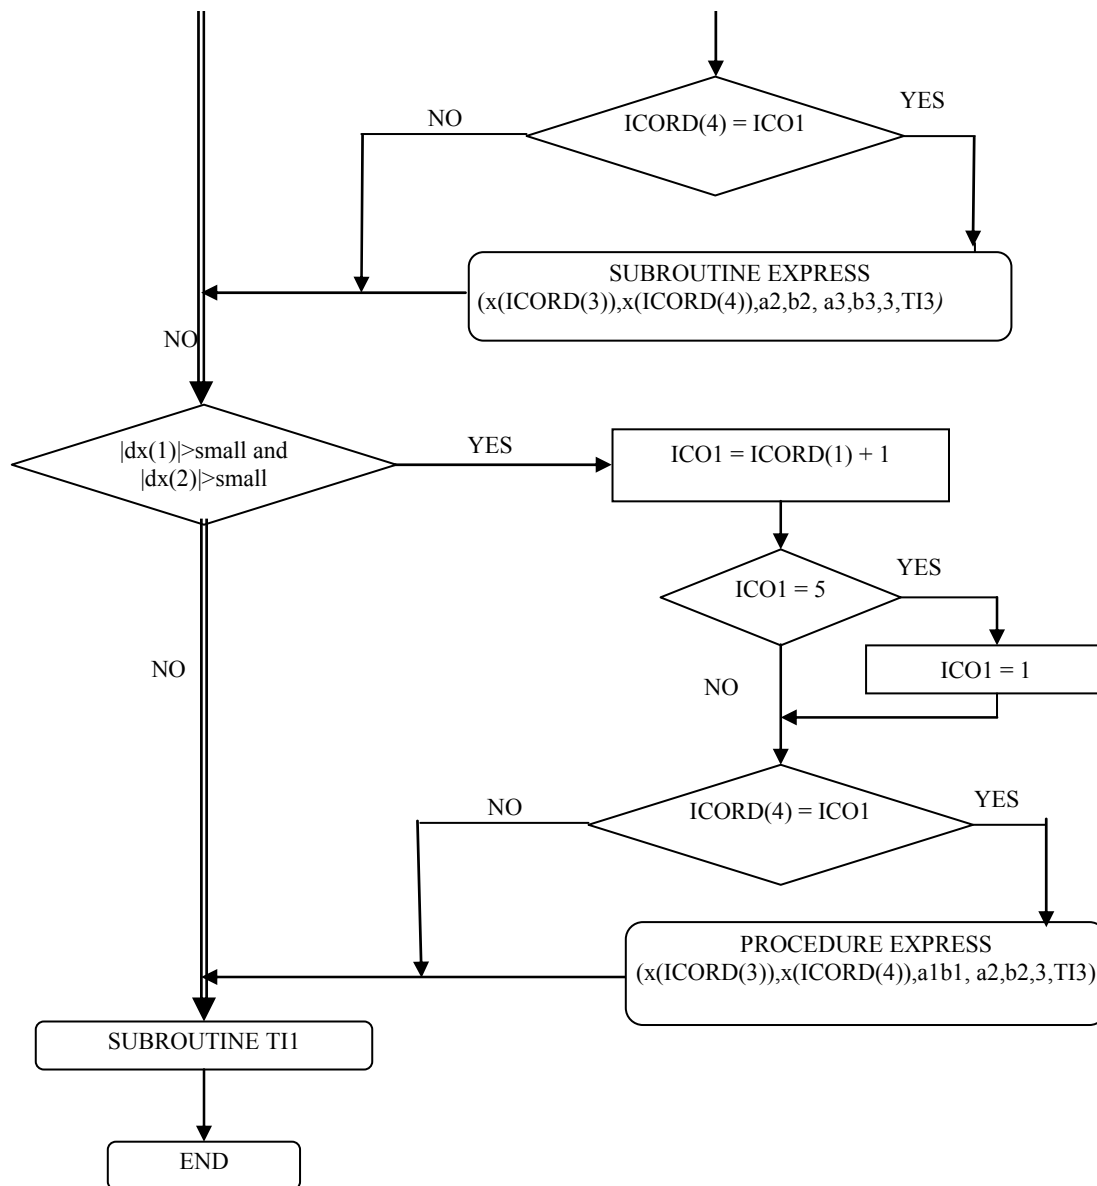 YES
NO
ICORD(4) = ICO1
SUBROUTINE EXPRESS
(x(ICORD(3)),x(ICORD(4)),a2,b2, a3,b3,3,TI3)
NO
|dx(1)|>small and
|dx(2)|>small
YES
ICO1 = ICORD(1) + 1
YES
ICO1 = 5
NO
NO
ICO1 = 1
NO
YES
ICORD(4) = ICO1
PROCEDURE EXPRESS
(x(ICORD(3)),x(ICORD(4)),a1b1, a2,b2,3,TI3)
SUBROUTINE TI1
END